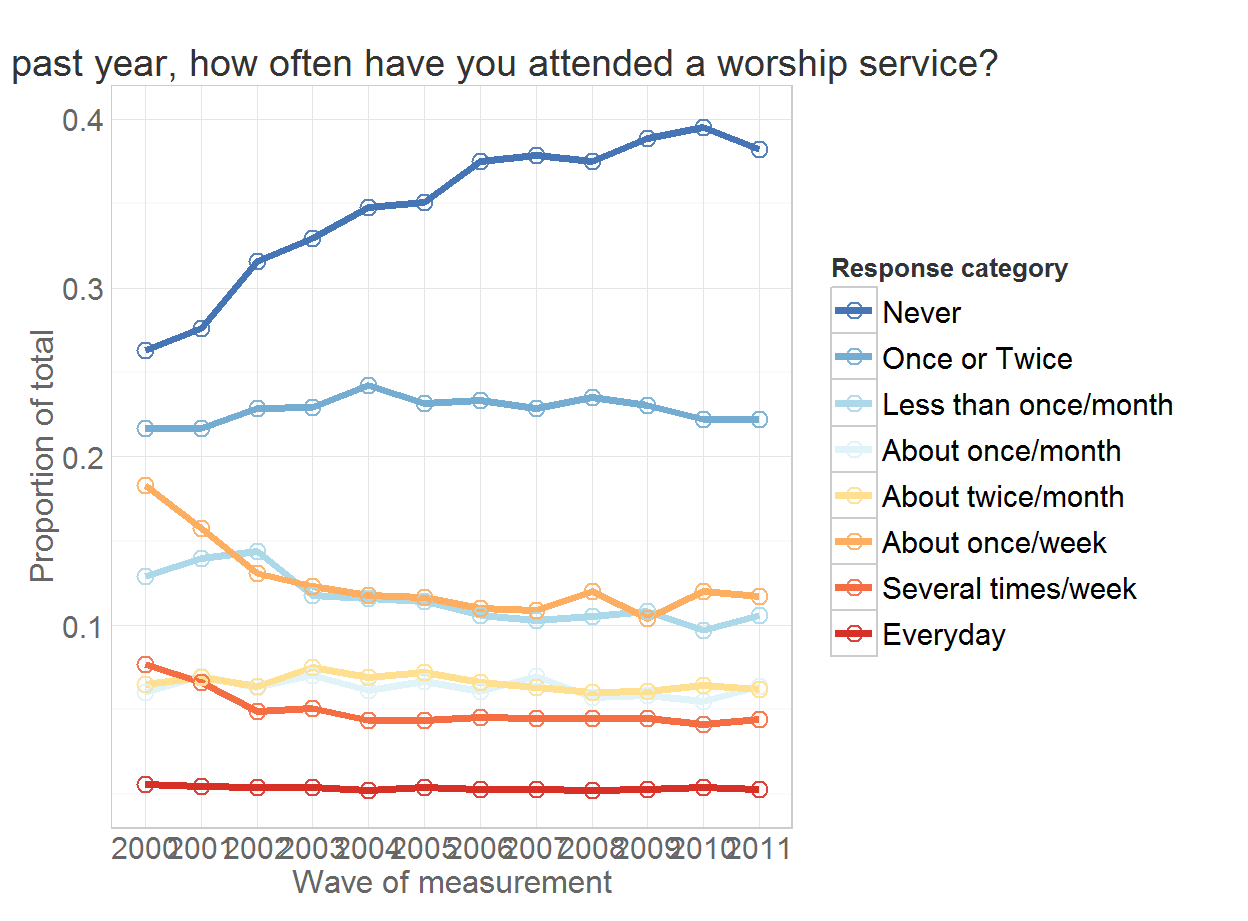 past year, how often have you attended a worship service?
0.4
0.3
0.2
0.1
Proportion of total
2000 2001 2002 2003 2004 2005 2006 2007 2008 2009 2010 2011
Wave of measurement
Response category
Never
Once or Twice
Less than once/month
About once/month
About twice/month
About once/week
Several times/week
Everyday